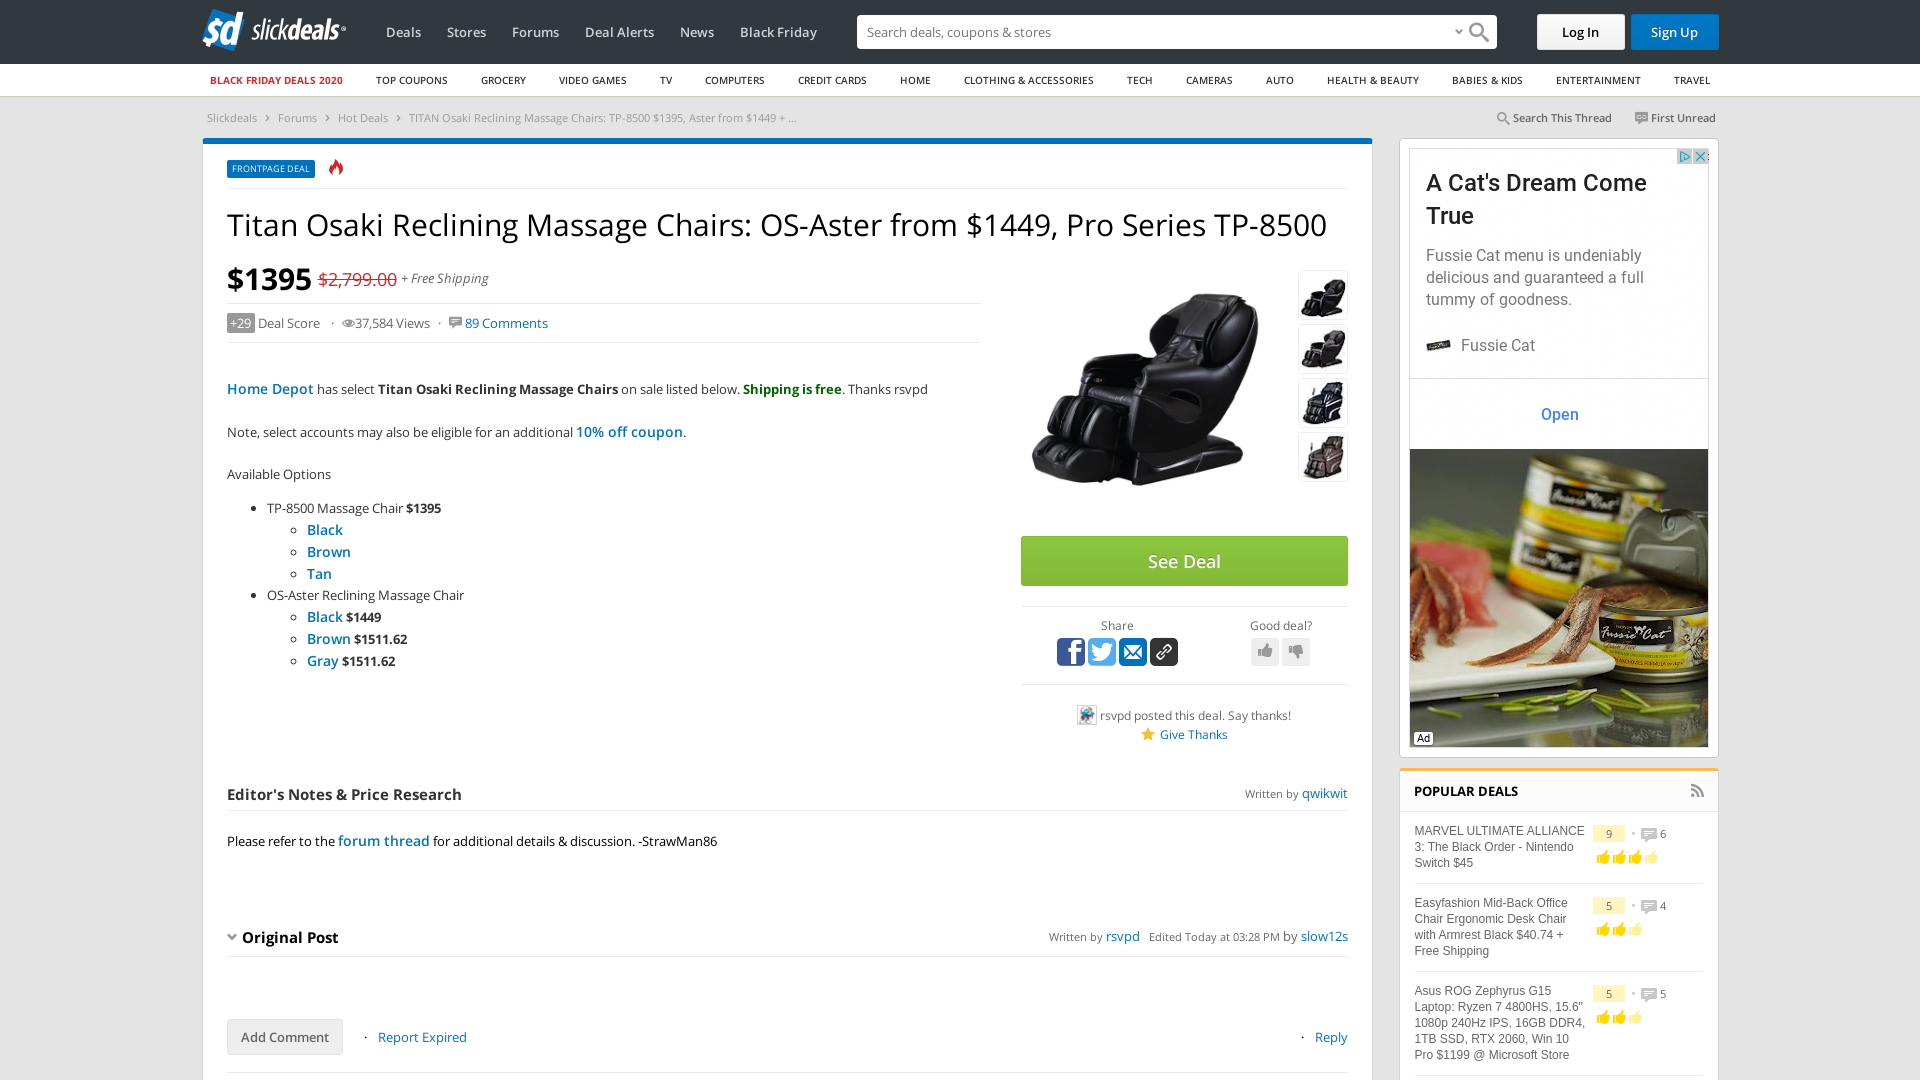 slickdeals
Deals
Stores
Forums
Deal Alerts
News
Black Friday
Search deals, coupons & stores
Log In
Sign Up
BLACK FRIDAY DEALS 2020
TOP COUPONS
GROCERY
VIDEO GAMES
TV
COMPUTERS
CREDIT CARDS
HOME
CLOTHING & ACCESSORIES
TECH
CAMERAS
AUTO
HEALTH & BEAUTY
BABIES & KIDS
ENTERTAINMENT
TRAVEL
Slickdeals > Forums > Hot Deals > TITAN Osaki Reclining Massage Chairs: TP-8500 $1395, Aster from $1449 + ...
Search This Thread
First Unread
FRONTPAGE DEAL
Titan Osaki Reclining Massage Chairs: OS-Aster from $1449, Pro Series TP-8500
$1395 $2,799.00 + Free Shipping
+29 Deal Score · 37,584 Views · 89 Comments
Home Depot has select Titan Osaki Reclining Massage Chairs on sale listed below. Shipping is free. Thanks rsvpd
Note, select accounts may also be eligible for an additional 10% off coupon.
Available Options
TP-8500 Massage Chair $1395
Black
Brown
Tan
OS-Aster Reclining Massage Chair
Black $1449
Brown $1511.62
Gray $1511.62
See Deal
Share
Good deal?
rsvpd posted this deal. Say thanks!
Give Thanks
Editor's Notes & Price Research
Written by qwikwit
Please refer to the forum thread for additional details & discussion. -StrawMan86
Original Post
Written by rsvpd Edited Today at 03:28 PM by slow12s
Add Comment
· Report Expired
· Reply
A Cat's Dream Come
True
Fussie Cat menu is undeniably
delicious and guaranteed a full
tummy of goodness.
Fussie Cat
Open
Fussie Cat
Ad
POPULAR DEALS
MARVEL ULTIMATE ALLIANCE
3: The Black Order - Nintendo
Switch $45
9 • 6
Easyfashion Mid-Back Office
Chair Ergonomic Desk Chair
with Armrest Black $40.74 +
Free Shipping
5 • 4
Asus ROG Zephyrus G15
Laptop: Ryzen 7 4800HS, 15.6"
1080p 240Hz IPS, 16GB DDR4,
1TB SSD, RTX 2060, Win 10
Pro $1199 @ Microsoft Store
5 • 5